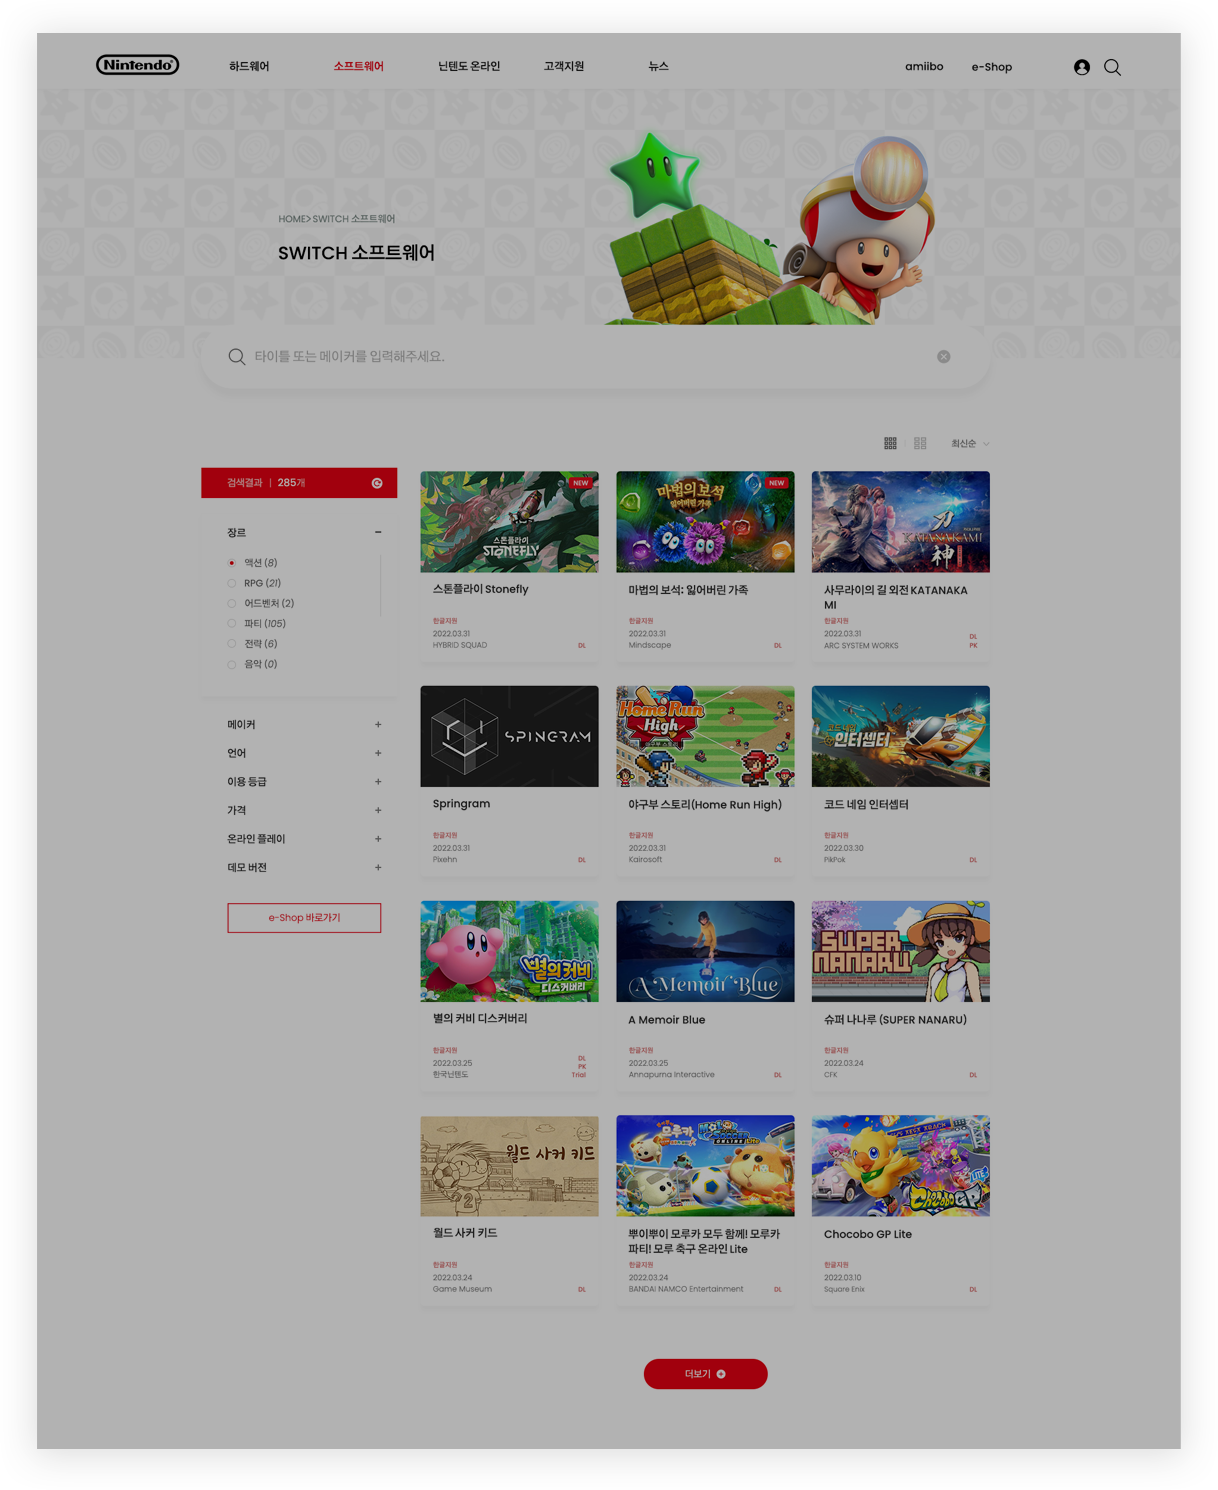 Nintendo
하드웨어
소프트웨어
닌텐도 온라인
고객지원
뉴스
amiibo
e-Shop
HOME>SWITCH 소프트웨어
SWITCH 소프트웨어
타이틀 또는 메이커를 입력해주세요.
최신순
검색결과 | 285개
장르
액션 (8)
RPG (21)
어드벤처 (2)
파티 (105)
전략 (6)
음악 (0)
메이커
언어
이용 등급
가격
온라인 플레이
데모 버전
e-Shop 바로가기
NEW
스톤플라이
STONEFLY
스톤플라이 Stonefly
한글지원
2022.03.31
HYBRID SQUAD
DL
NEW
마법의 보석
잃어버린 가족
마법의 보석: 잃어버린 가족
한글지원
2022.03.31
Mindscape
DL
刀
KATANAKAMI
神
사무라이의 길 외전 KATANAKA
MI
한글지원
2022.03.31
ARC SYSTEM WORKS
DL
PK
SPINGRAM
Springram
한글지원
2022.03.31
Pixehn
DL
Home Run
High
야구부 스토리
야구부 스토리(Home Run High)
한글지원
2022.03.31
Kairosoft
DL
코드 네임
인터셉터
코드 네임 인터셉터
한글지원
2022.03.30
PikPok
DL
별의 커비
디스커버리
별의 커비 디스커버리
한글지원
2022.03.25
한국닌텐도
DL
PK
Trial
A Memoir Blue
A Memoir Blue
한글지원
2022.03.25
Annapurna Interactive
DL
SUPER
NANARU
슈퍼 나나루 (SUPER NANARU)
한글지원
2022.03.24
CFK
DL
월드 사커 키드
2
월드 사커 키드
한글지원
2022.03.24
Game Museum
DL
모루카
ONLINE Lite
뿌이뿌이 모루카 모두 함께! 모루카
파티! 모루 축구 온라인 Lite
한글지원
2022.03.24
BANDAI NAMCO Entertainment
DL
LITE
Chocobo GP
Chocobo GP Lite
한글지원
2022.03.10
Square Enix
DL
더보기